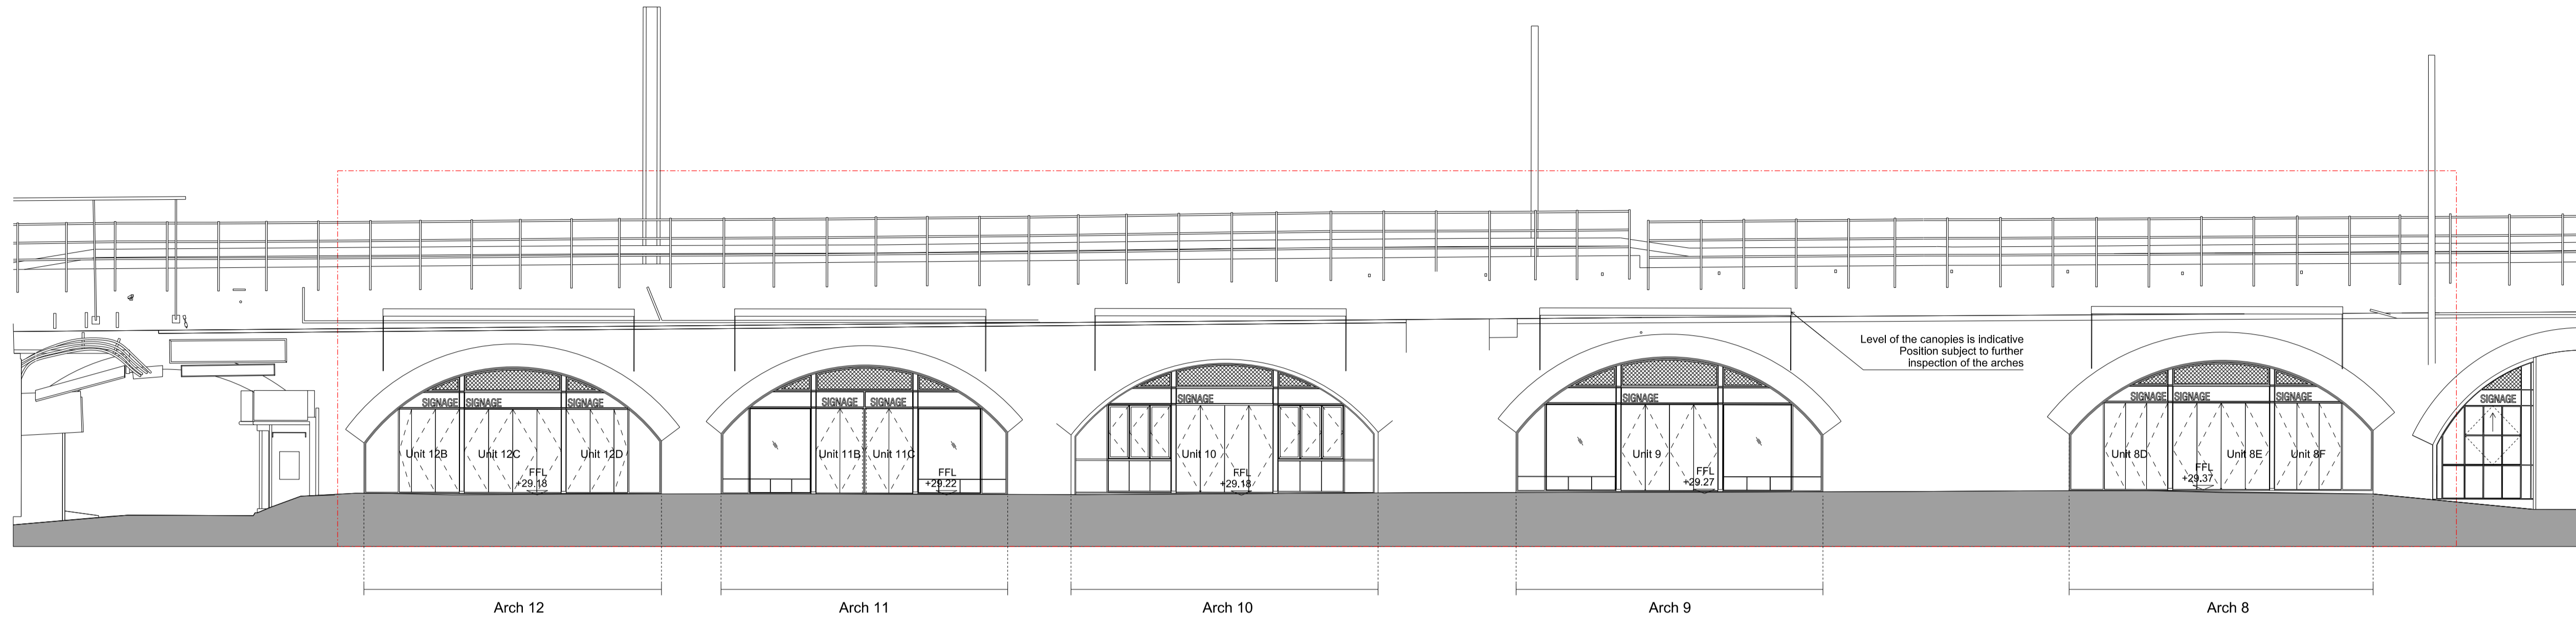 Level of the canopies is indicative
Position subject to further
inspection of the arches
SIGNAGE SIGNAGE SIGNAGE
SIGNAGE SIGNAGE
SIGNAGE
SIGNAGE
SIGNAGE SIGNAGE SIGNAGE
SIGNAGE
Unit 12B Unit 12C Unit 12D
FFL
+29.18
Unit 11B Unit 11C
FFL
+29.22
Unit 10
FFL
+29.18
Unit 9
FFL
+29.27
Unit 8D Unit 8E Unit 8F
FFL
+29.37
Arch 12 Arch 11 Arch 10 Arch 9 Arch 8